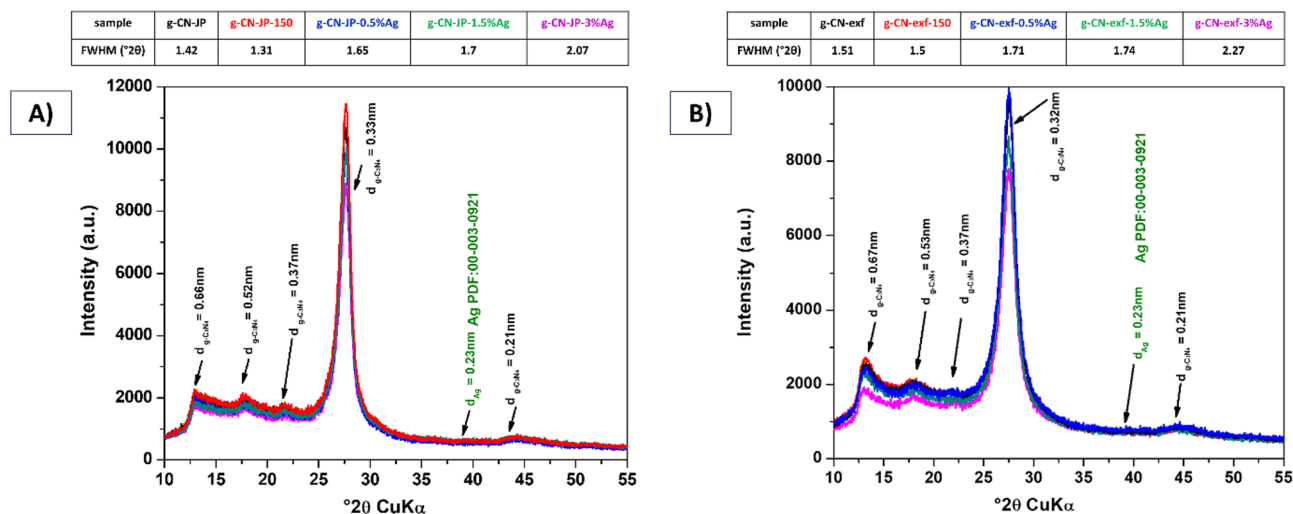 sample g-CN-JP g-CN-JP-150 g-CN-JP-0.5%Ag g-CN-JP-1.5%Ag g-CN-JP-3%Ag
FWHM (°2θ) 1.42 1.31 1.65 1.7 2.07
A)
12000
10000
8000
6000
4000
2000
0
Intensity (a.u.)
d g-C₃N₄ = 0.66nm
d g-C₃N₄ = 0.52nm
d g-C₃N₄ = 0.37nm
d g-C₃N₄ = 0.33nm
d Ag = 0.23nm Ag PDF:00-003-0921
d g-C₃N₄ = 0.21nm
10 15 20 25 30 35 40 45 50 55
°2θ CuKα
sample g-CN-exf g-CN-exf-150 g-CN-exf-0.5%Ag g-CN-exf-1.5%Ag g-CN-exf-3%Ag
FWHM (°2θ) 1.51 1.5 1.71 1.74 2.27
B)
10000
8000
6000
4000
2000
0
Intensity (a.u.)
d g-C₃N₄ = 0.67nm
d g-C₃N₄ = 0.53nm
d g-C₃N₄ = 0.37nm
d g-C₃N₄ = 0.32nm
d Ag = 0.23nm Ag PDF:00-003-0921
d g-C₃N₄ = 0.21nm
10 15 20 25 30 35 40 45 50 55
°2θ CuKα